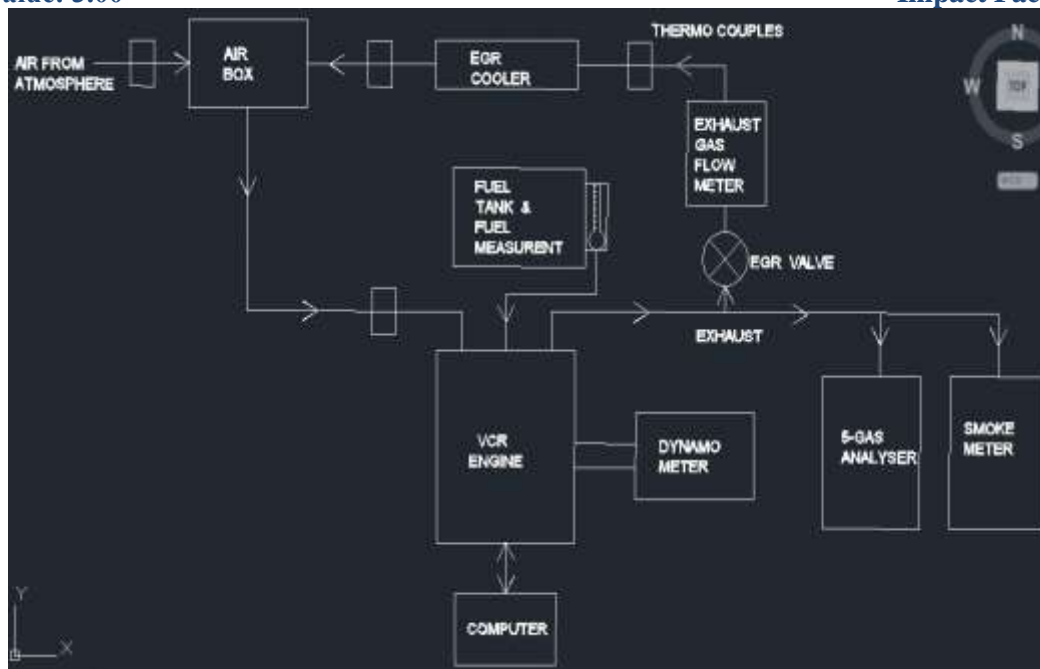 THERMO COUPLES
AIR FROM
ATMOSPHERE
AIR
BOX
EGR
COOLER
N
W
TOP
S
EXHAUST
GAS
FLOW
METER
FUEL
TANK &
FUEL
MEASURENT
EGR VALVE
EXHAUST
VCR
ENGINE
DYNAMO
METER
5-GAS
ANALYSER
SMOKE
METER
COMPUTER
Y
X